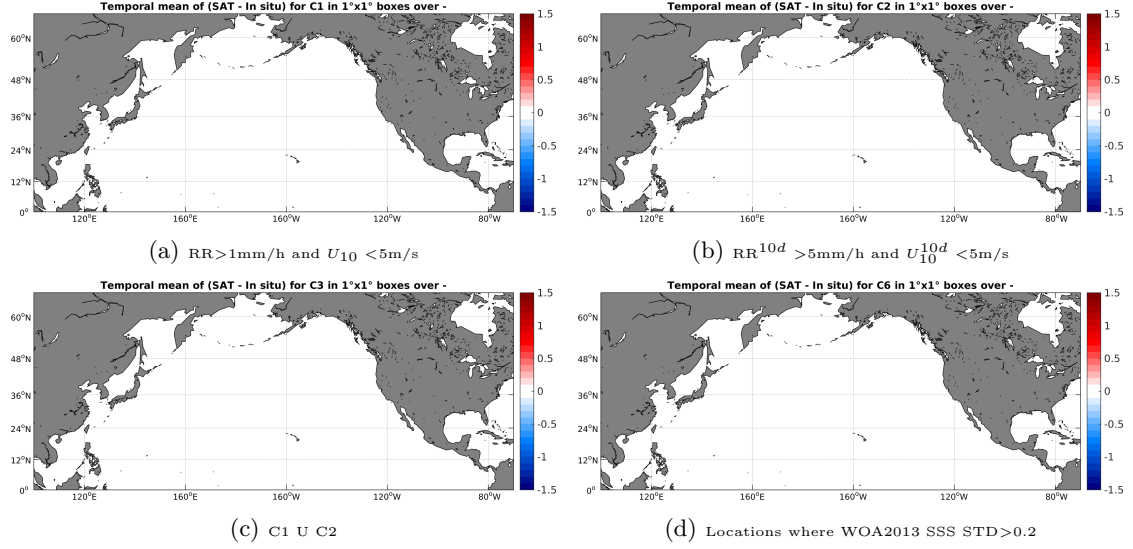 Temporal mean of (SAT - In situ) for C1 in 1°x1° boxes over -
60°N
48°N
36°N
24°N
12°N
0°
120°E
160°E
160°W
120°W
80°W
1.5
1
0.5
0
-0.5
-1
-1.5
(a) RR>1mm/h and U10 <5m/s
Temporal mean of (SAT - In situ) for C2 in 1°x1° boxes over -
60°N
48°N
36°N
24°N
12°N
0°
120°E
160°E
160°W
120°W
80°W
1.5
1
0.5
0
-0.5
-1
-1.5
(b) RR10d >5mm/h and U10d10 <5m/s
Temporal mean of (SAT - In situ) for C3 in 1°x1° boxes over -
60°N
48°N
36°N
24°N
12°N
0°
120°E
160°E
160°W
120°W
80°W
1.5
1
0.5
0
-0.5
-1
-1.5
(c) C1 U C2
Temporal mean of (SAT - In situ) for C6 in 1°x1° boxes over -
60°N
48°N
36°N
24°N
12°N
0°
120°E
160°E
160°W
120°W
80°W
1.5
1
0.5
0
-0.5
-1
-1.5
(d) Locations where WOA2013 SSS STD>0.2